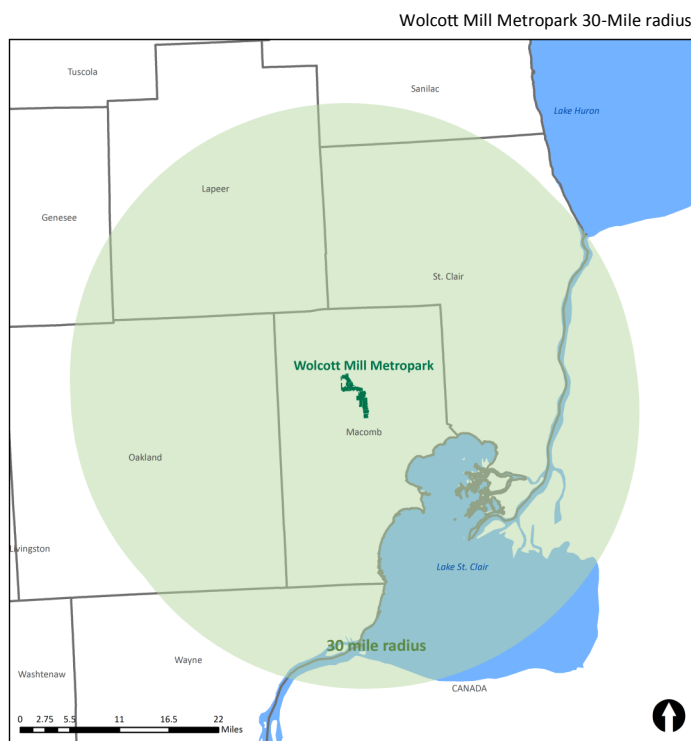 Wolcott Mill Metropark 30-Mile radius
Tuscola
Sanilac
Lake Huron
Lapeer
Genesee
St. Clair
Wolcott Mill Metropark
Macomb
Oakland
Livingston
Lake St. Clair
30 mile radius
Wayne
Washtenaw
CANADA
0 2.75 5.5 11 16.5 22
Miles